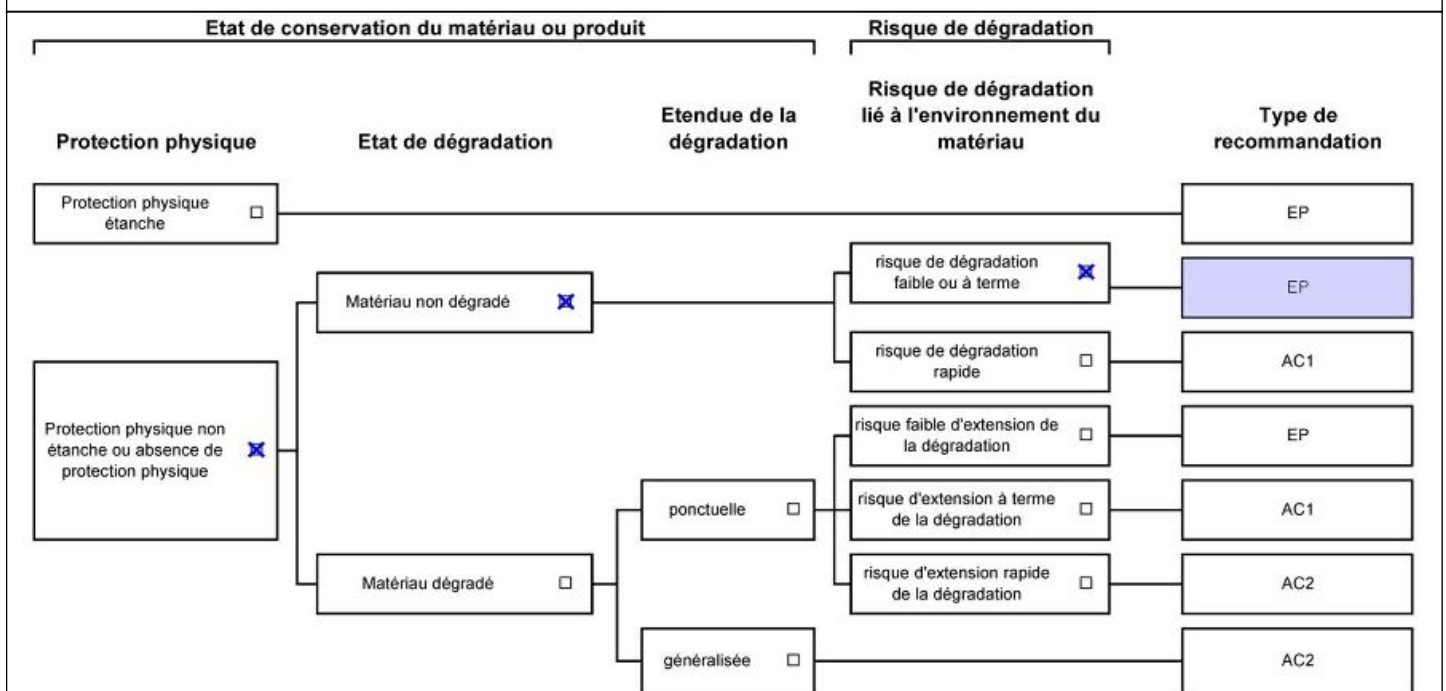 Etat de conservation du matériau ou produit
Risque de dégradation
Protection physique
Etat de dégradation
Etendue de la
dégradation
Risque de dégradation
lié à l'environnement du
matériau
Type de
recommandation
Protection physique
étanche
EP
risque de dégradation
faible ou à terme
EP
Matériau non dégradé
risque de dégradation
rapide
AC1
Protection physique non
étanche ou absence de
protection physique
risque faible d'extension de
la dégradation
EP
ponctuelle
risque d'extension à terme
de la dégradation
AC1
Matériau dégradé
risque d'extension rapide
de la dégradation
AC2
généralisée
AC2